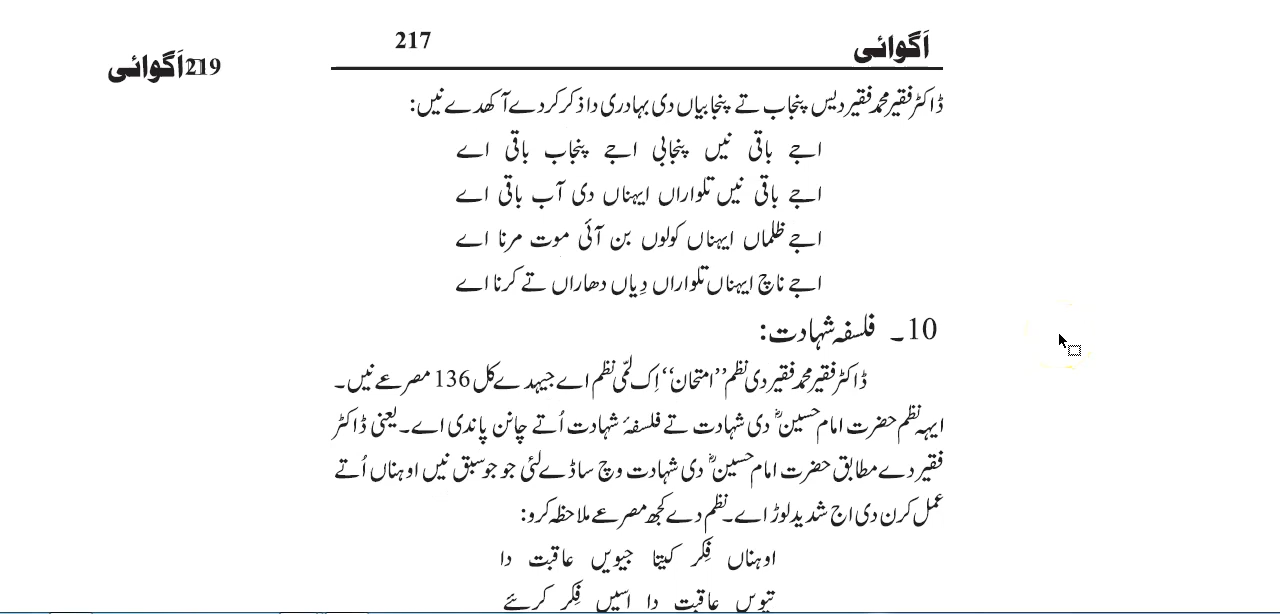 اَگوائی 217
219اَگوائی
ڈاکٹر فقیر محمد فقیر دیس پنجاب تے پنجابیاں دی بہادری دا ذکر کردے آکھدے نیں:
اجے باقی نیں پنجابی اجے پنجاب باقی اے
اجے باقی نیں تلواراں ایہناں دی آب باقی اے
اجے ظلماں ایہناں کولوں بن آئی موت مرنا اے
اجے ناچ ایہناں تلواراں دِیاں دھاراں تے کرنا اے
10۔ فلسفہ شہادت:
ڈاکٹر فقیر محمد فقیر دی نظم ’’امتحان‘‘ اِک لمّی نظم اے جیہدے کل 136 مصرعے نیں۔
ایہہ نظم حضرت امام حسینؓ دی شہادت تے فلسفۂ شہادت اُتے چانن پاندی اے۔ یعنی ڈاکٹر
فقیر دے مطابق حضرت امام حسینؓ دی شہادت وچ ساڈے لئی جو جو سبق نیں اوہناں اُتے
عمل کرن دی اج شدید لوڑ اے۔ نظم دے کجھ مصرعے ملاحظہ کرو:
اوہناں فِکر کیتا جیویں عاقبت دا
تیویں عاقبت دا اسیں فِکر کرئیے